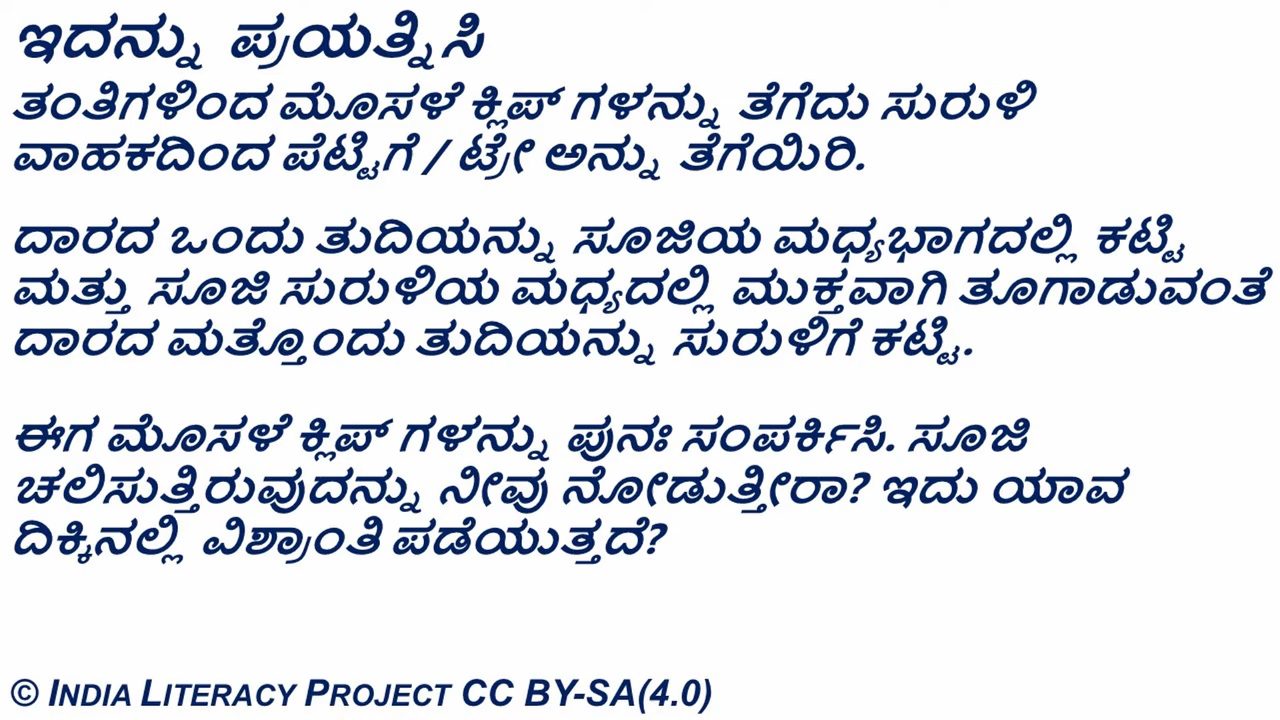 ಇದನ್ನು ಪ್ರಯತ್ನಿಸಿ
ತಂತಿಗಳಿಂದ ಮೊಸಳೆ ಕ್ಲಿಪ್ ಗಳನ್ನು ತೆಗೆದು ಸುರುಳಿ
ವಾಹಕದಿಂದ ಪೆಟ್ಟಿಗೆ / ಟ್ರೇ ಅನ್ನು ತೆಗೆಯಿರಿ.
ದಾರದ ಒಂದು ತುದಿಯನ್ನು ಸೂಜಿಯ ಮಧ್ಯಭಾಗದಲ್ಲಿ ಕಟ್ಟಿ
ಮತ್ತು ಸೂಜಿ ಸುರುಳಿಯ ಮಧ್ಯದಲ್ಲಿ ಮುಕ್ತವಾಗಿ ತೂಗಾಡುವಂತೆ
ದಾರದ ಮತ್ತೊಂದು ತುದಿಯನ್ನು ಸುರುಳಿಗೆ ಕಟ್ಟಿ.
ಈಗ ಮೊಸಳೆ ಕ್ಲಿಪ್ ಗಳನ್ನು ಪುನಃ ಸಂಪರ್ಕಿಸಿ. ಸೂಜಿ
ಚಲಿಸುತ್ತಿರುವುದನ್ನು ನೀವು ನೋಡುತ್ತೀರಾ? ಇದು ಯಾವ
ದಿಕ್ಕಿನಲ್ಲಿ ವಿಶ್ರಾಂತಿ ಪಡೆಯುತ್ತದೆ?
© INDIA LITERACY PROJECT CC BY-SA(4.0)